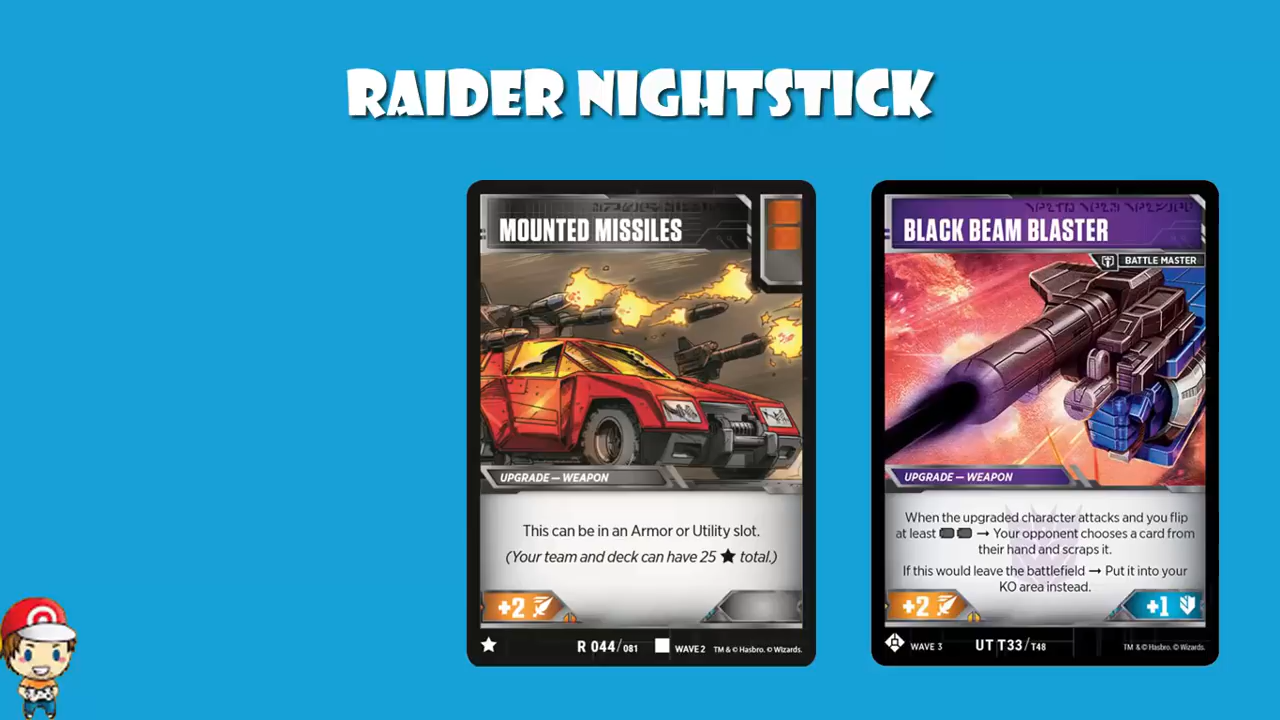 RAIDER NIGHTSTICK
MOUNTED MISSILES
UPGRADE — WEAPON
This can be in an Armor or Utility slot.
(Your team and deck can have 25 ★ total.)
+2
R 044/081
WAVE 2
TM & © Hasbro. © Wizards.
BLACK BEAM BLASTER
BATTLE MASTER
UPGRADE — WEAPON
When the upgraded character attacks and you flip
at least → Your opponent chooses a card from
their hand and scraps it.
If this would leave the battlefield → Put it into your
KO area instead.
+2
+1
WAVE 3
UT T33/T48
TM & © Hasbro. © Wizards.